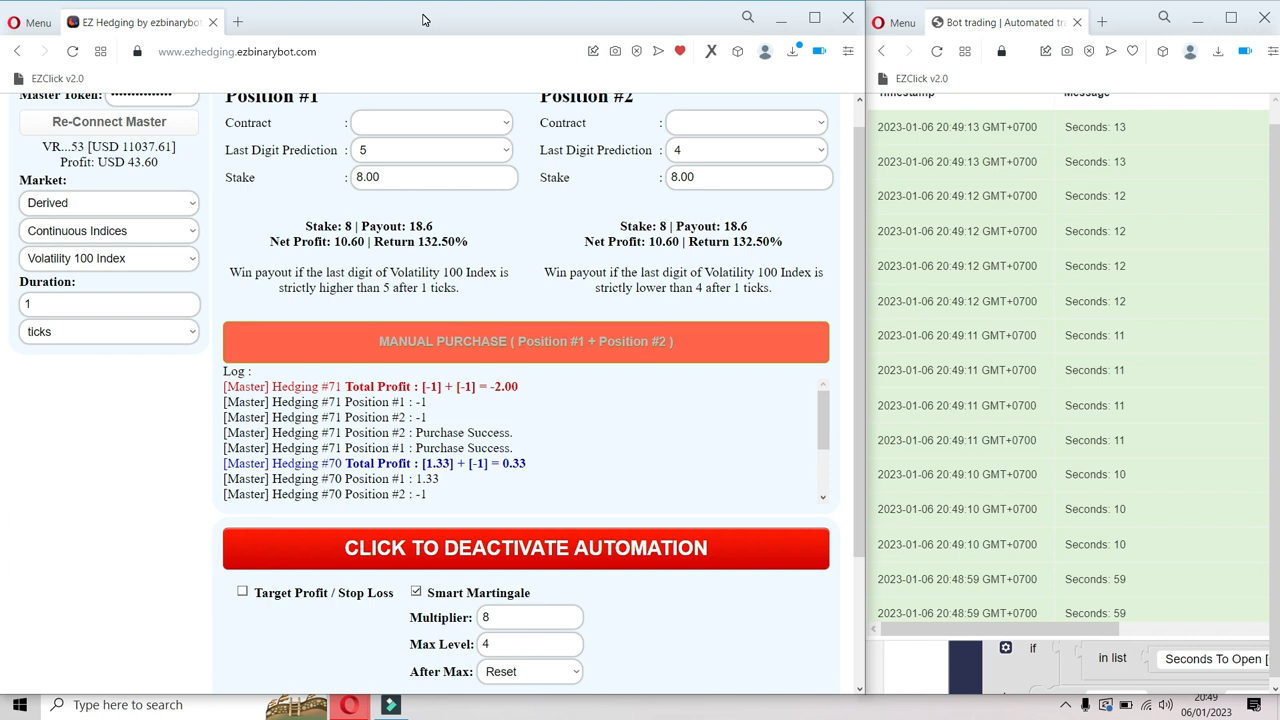 Menu
EZ Hedging by ezbinarybot
www.ezhedging.ezbinarybot.com
EZClick v2.0
Master Token:
Re-Connect Master
VR...53 [USD 11037.61]
Profit: USD 43.60
Market:
Derived
Continuous Indices
Volatility 100 Index
Duration:
1
ticks
Position #1
Contract :
Last Digit Prediction : 5
Stake : 8.00
Stake: 8 | Payout: 18.6
Net Profit: 10.60 | Return 132.50%
Win payout if the last digit of Volatility 100 Index is
strictly higher than 5 after 1 ticks.
Position #2
Contract :
Last Digit Prediction : 4
Stake : 8.00
Stake: 8 | Payout: 18.6
Net Profit: 10.60 | Return 132.50%
Win payout if the last digit of Volatility 100 Index is
strictly lower than 4 after 1 ticks.
MANUAL PURCHASE ( Position #1 + Position #2 )
Log :
[Master] Hedging #71 Total Profit : [-1] + [-1] = -2.00
[Master] Hedging #71 Position #1 : -1
[Master] Hedging #71 Position #2 : -1
[Master] Hedging #71 Position #2 : Purchase Success.
[Master] Hedging #71 Position #1 : Purchase Success.
[Master] Hedging #70 Total Profit : [1.33] + [-1] = 0.33
[Master] Hedging #70 Position #1 : 1.33
[Master] Hedging #70 Position #2 : -1
CLICK TO DEACTIVATE AUTOMATION
Target Profit / Stop Loss
Smart Martingale
Multiplier: 8
Max Level: 4
After Max: Reset
Menu
Bot trading | Automated tr
EZClick v2.0
Timestamp Message
2023-01-06 20:49:13 GMT+0700 Seconds: 13
2023-01-06 20:49:13 GMT+0700 Seconds: 13
2023-01-06 20:49:12 GMT+0700 Seconds: 12
2023-01-06 20:49:12 GMT+0700 Seconds: 12
2023-01-06 20:49:12 GMT+0700 Seconds: 12
2023-01-06 20:49:12 GMT+0700 Seconds: 12
2023-01-06 20:49:11 GMT+0700 Seconds: 11
2023-01-06 20:49:11 GMT+0700 Seconds: 11
2023-01-06 20:49:11 GMT+0700 Seconds: 11
2023-01-06 20:49:11 GMT+0700 Seconds: 11
2023-01-06 20:49:10 GMT+0700 Seconds: 10
2023-01-06 20:49:10 GMT+0700 Seconds: 10
2023-01-06 20:49:10 GMT+0700 Seconds: 10
2023-01-06 20:48:59 GMT+0700 Seconds: 59
2023-01-06 20:48:59 GMT+0700 Seconds: 59
if
in list Seconds To Open [
Type here to search
20:49
06/01/2023